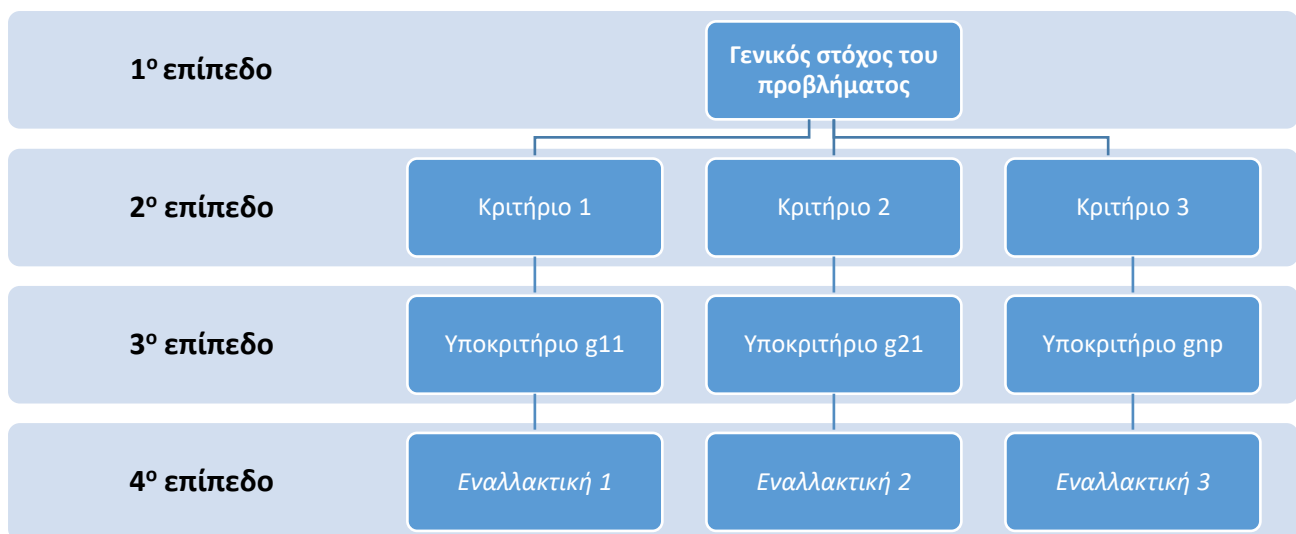 1ο επίπεδο
Γενικός στόχος του
προβλήματος
2ο επίπεδο
Κριτήριο 1
Κριτήριο 2
Κριτήριο 3
3ο επίπεδο
Υποκριτήριο g11
Υποκριτήριο g21
Υποκριτήριο gnp
4ο επίπεδο
Εναλλακτική 1
Εναλλακτική 2
Εναλλακτική 3